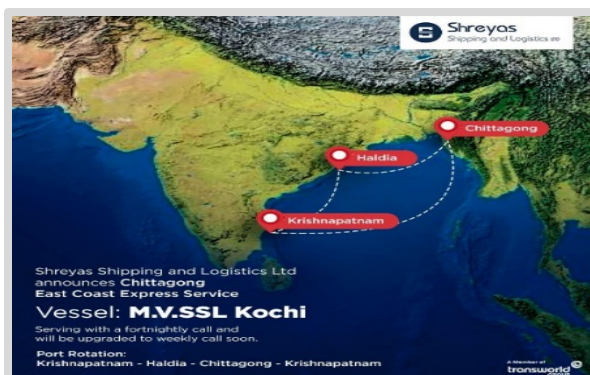 Shreyas
Shipping and Logistics ltd
Chittagong
Haldia
Krishnapatnam
Shreyas Shipping and Logistics Ltd
announces Chittagong
East Coast Express Service
Vessel: M.V.SSL Kochi
Serving with a fortnightly call and
will be upgraded to weekly call soon.
Port Rotation:
Krishnapatnam - Haldia - Chittagong - Krishnapatnam
A Member of
transworld
GROUP